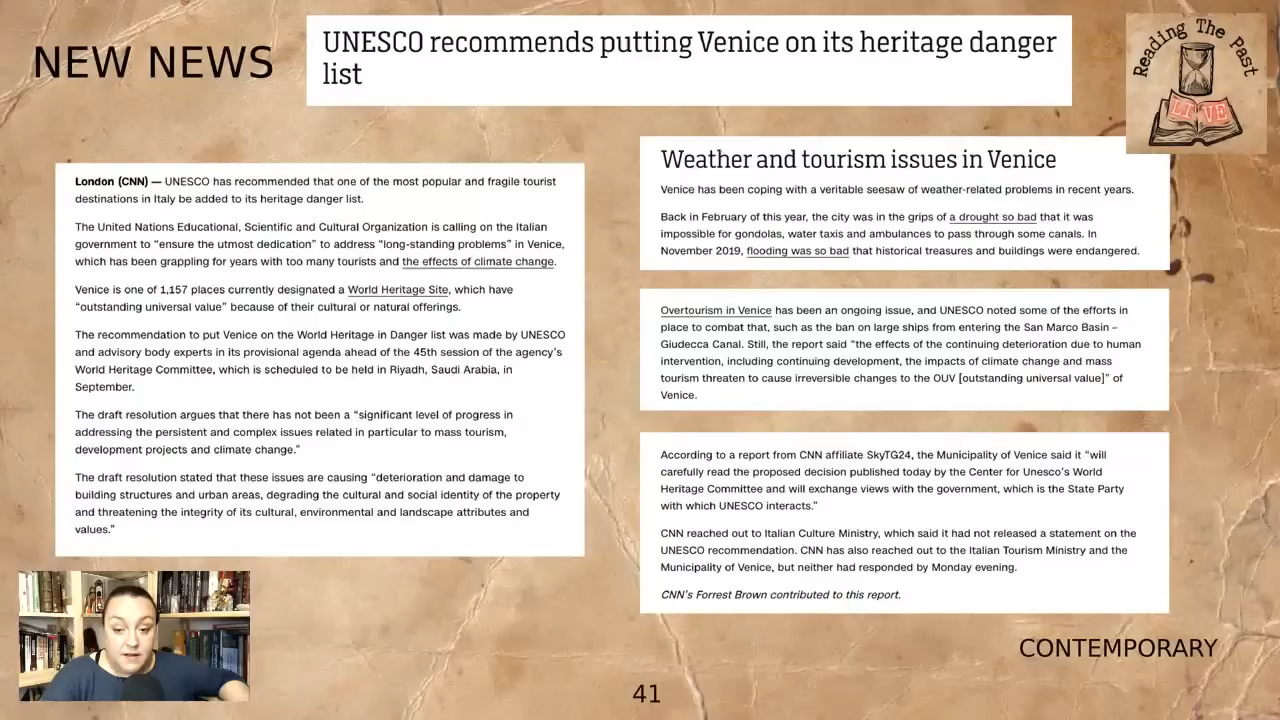 NEW NEWS
UNESCO recommends putting Venice on its heritage danger
list
Reading The Past
LIVE
London (CNN) — UNESCO has recommended that one of the most popular and fragile tourist
destinations in Italy be added to its heritage danger list.
The United Nations Educational, Scientific and Cultural Organization is calling on the Italian
government to “ensure the utmost dedication” to address “long-standing problems” in Venice,
which has been grappling for years with too many tourists and the effects of climate change.
Venice is one of 1,157 places currently designated a World Heritage Site, which have
“outstanding universal value” because of their cultural or natural offerings.
The recommendation to put Venice on the World Heritage in Danger list was made by UNESCO
and advisory body experts in its provisional agenda ahead of the 45th session of the agency’s
World Heritage Committee, which is scheduled to be held in Riyadh, Saudi Arabia, in
September.
The draft resolution argues that there has not been a “significant level of progress in
addressing the persistent and complex issues related in particular to mass tourism,
development projects and climate change.”
The draft resolution stated that these issues are causing “deterioration and damage to
building structures and urban areas, degrading the cultural and social identity of the property
and threatening the integrity of its cultural, environmental and landscape attributes and
values.”
Weather and tourism issues in Venice
Venice has been coping with a veritable seesaw of weather-related problems in recent years.
Back in February of this year, the city was in the grips of a drought so bad that it was
impossible for gondolas, water taxis and ambulances to pass through some canals. In
November 2019, flooding was so bad that historical treasures and buildings were endangered.
Overtourism in Venice has been an ongoing issue, and UNESCO noted some of the efforts in
place to combat that, such as the ban on large ships from entering the San Marco Basin –
Giudecca Canal. Still, the report said “the effects of the continuing deterioration due to human
intervention, including continuing development, the impacts of climate change and mass
tourism threaten to cause irreversible changes to the OUV [outstanding universal value]” of
Venice.
According to a report from CNN affiliate SkyTG24, the Municipality of Venice said it “will
carefully read the proposed decision published today by the Center for Unesco’s World
Heritage Committee and will exchange views with the government, which is the State Party
with which UNESCO interacts.”
CNN reached out to Italian Culture Ministry, which said it had not released a statement on the
UNESCO recommendation. CNN has also reached out to the Italian Tourism Ministry and the
Municipality of Venice, but neither had responded by Monday evening.
CNN’s Forrest Brown contributed to this report.
CONTEMPORARY
41